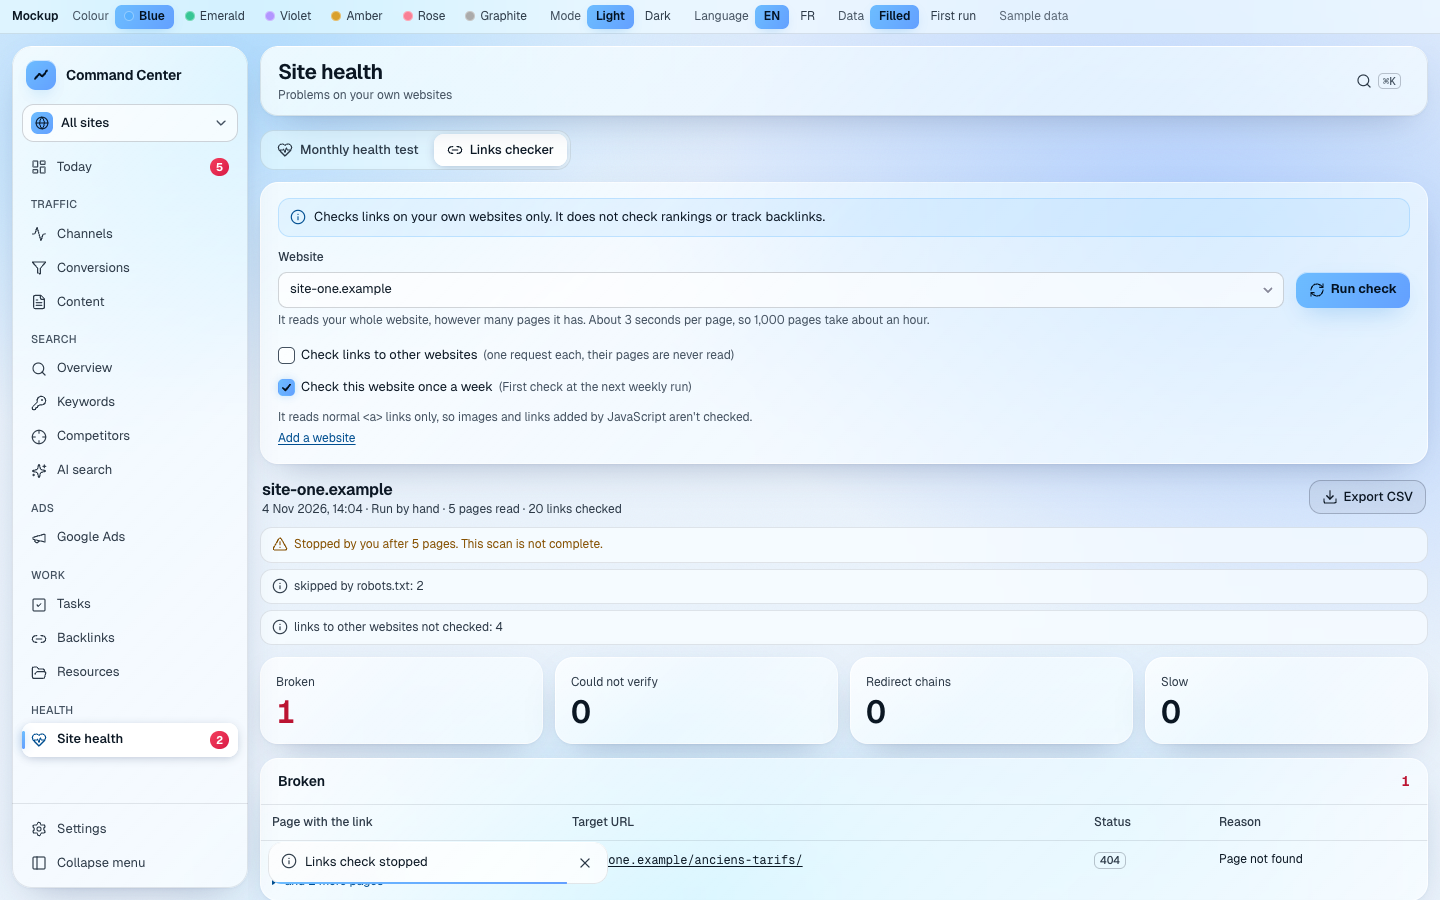 Mockup Colour Blue Emerald Violet Amber Rose Graphite Mode Light Dark Language EN FR Data Filled First run Sample data
Command Center
All sites
Today 5
TRAFFIC
Channels
Conversions
Content
SEARCH
Overview
Keywords
Competitors
AI search
ADS
Google Ads
WORK
Tasks
Backlinks
Resources
HEALTH
Site health 2
Settings
Collapse menu
Site health
Problems on your own websites
⌘K
Monthly health test Links checker
Checks links on your own websites only. It does not check rankings or track backlinks.
Website
site-one.example
Run check
It reads your whole website, however many pages it has. About 3 seconds per page, so 1,000 pages take about an hour.
Check links to other websites (one request each, their pages are never read)
Check this website once a week (First check at the next weekly run)
It reads normal <a> links only, so images and links added by JavaScript aren't checked.
Add a website
site-one.example
4 Nov 2026, 14:04 · Run by hand · 5 pages read · 20 links checked
Export CSV
Stopped by you after 5 pages. This scan is not complete.
skipped by robots.txt: 2
links to other websites not checked: 4
Broken
1
Could not verify
0
Redirect chains
0
Slow
0
Broken 1
Page with the link Target URL Status Reason
one.example/anciens-tarifs/ 404 Page not found
Links check stopped